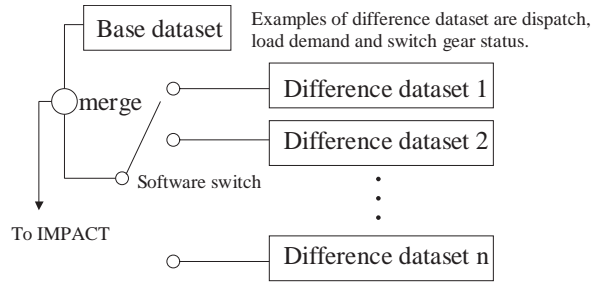 Base dataset
Examples of difference dataset are dispatch,
load demand and switch gear status.
merge
Difference dataset 1
Difference dataset 2
Software switch
To IMPACT
Difference dataset n